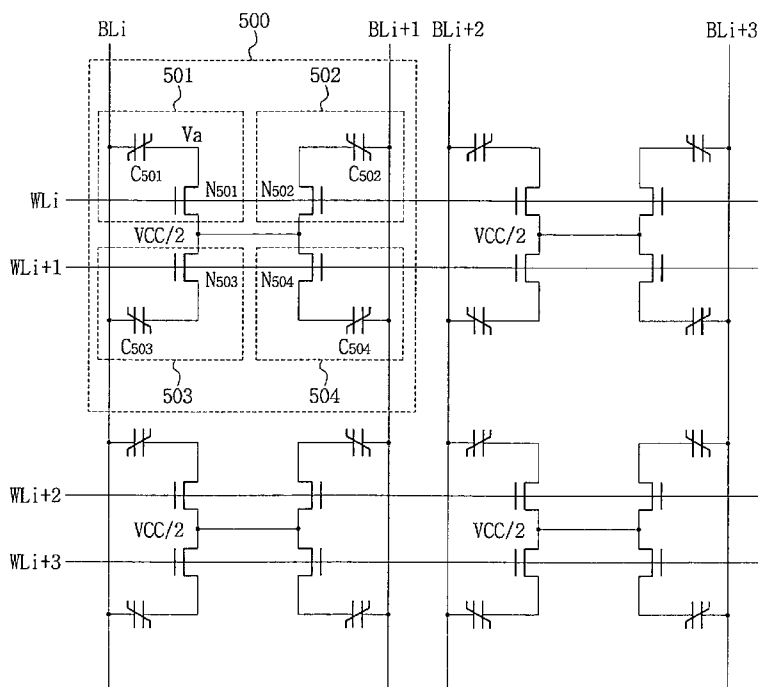 500
BLi BLi+1 BLi+2 BLi+3
501 502
Va
C501 C502
N501 N502
WLi
VCC/2 VCC/2
WLi+1
N503 N504
C503 C504
503 504
WLi+2
VCC/2 VCC/2
WLi+3